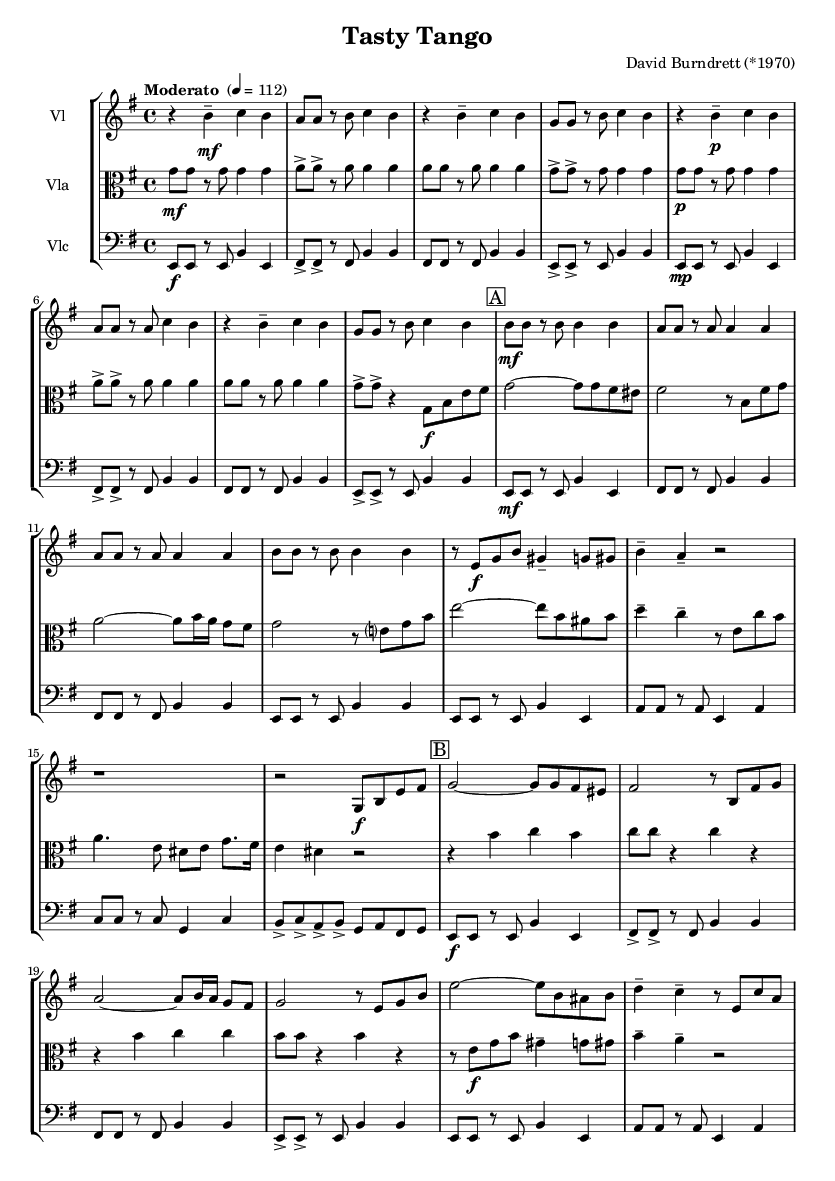 Tasty Tango
David Burndrett (*1970)
Moderato (♩ = 112)
Vl
mf
p
Vla
mf
p
Vlc
f
mp
6
A
mf
f
mf
11
f
15
B
f
f
19
f